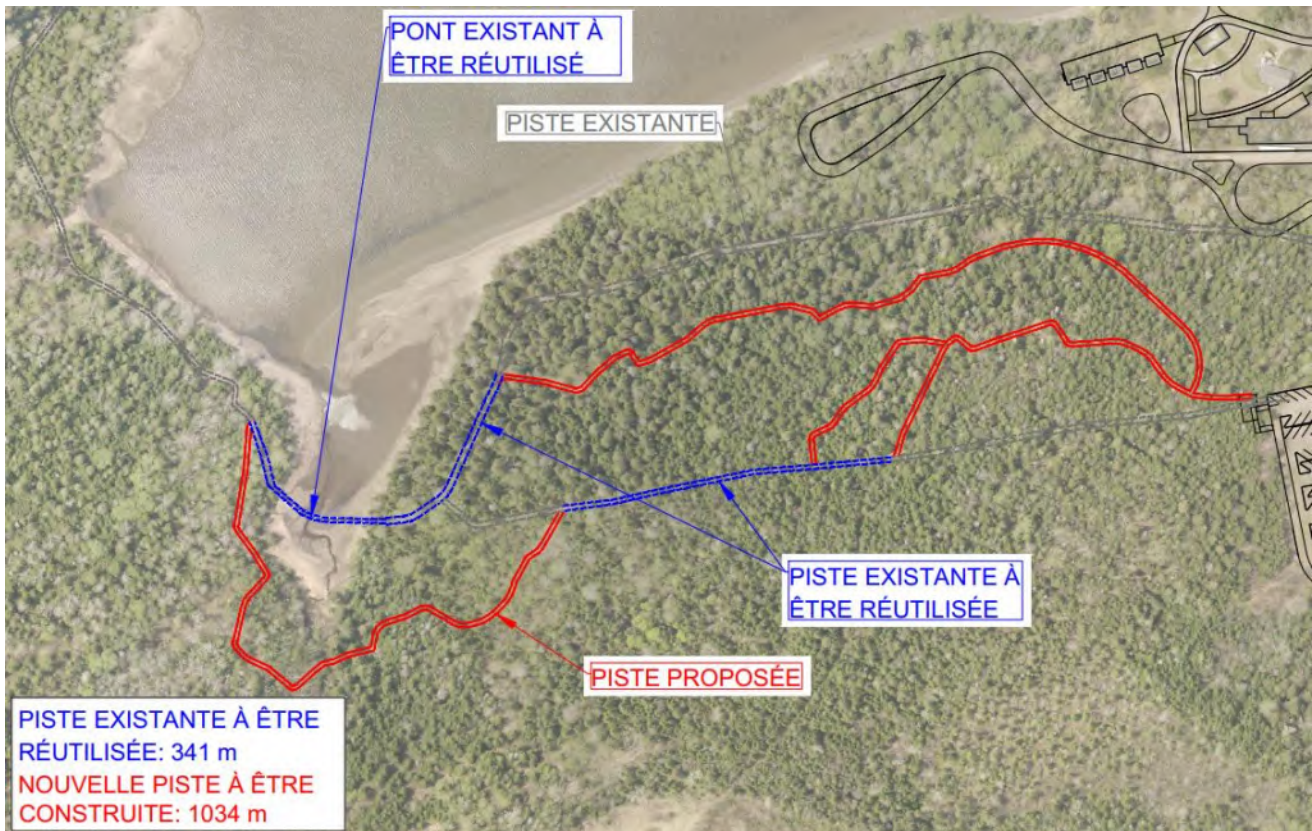 PONT EXISTANT À
ÊTRE RÉUTILISÉ
PISTE EXISTANTE
PISTE EXISTANTE À
ÊTRE RÉUTILISÉE
PISTE PROPOSÉE
PISTE EXISTANTE À ÊTRE
RÉUTILISÉE: 341 m
NOUVELLE PISTE À ÊTRE
CONSTRUITE: 1034 m